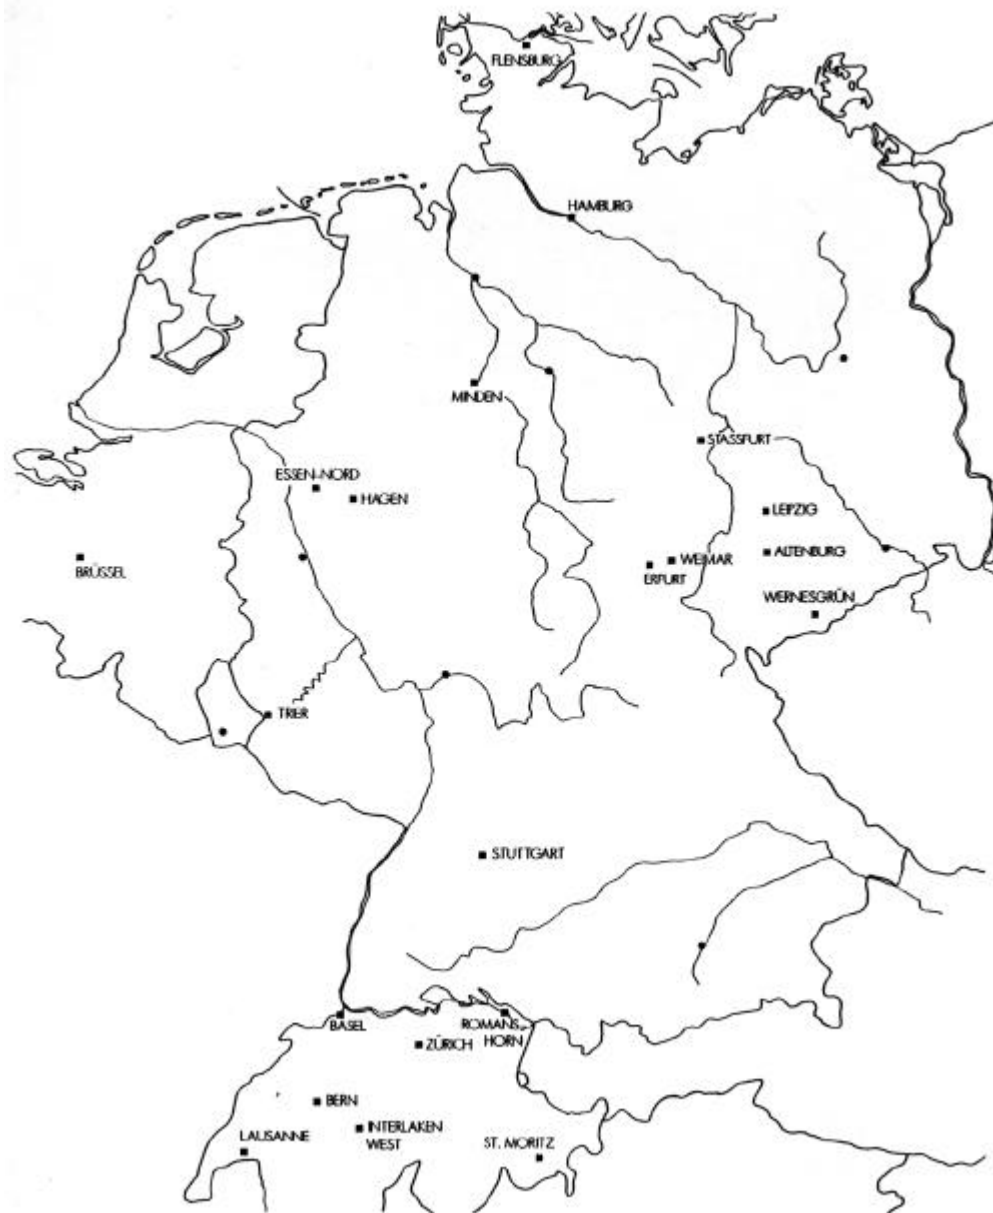 FLENSBURG
HAMBURG
MINDEN
STASSFURT
ESSEN-NORD
HAGEN
LEIPZIG
BRÜSSEL
WEIMAR
ALTENBURG
ERFURT
WERNESGRÜN
TRIER
STUTTGART
BASEL
ROMANS-
HORN
ZÜRICH
BERN
INTERLAKEN
WEST
LAUSANNE
ST. MORITZ